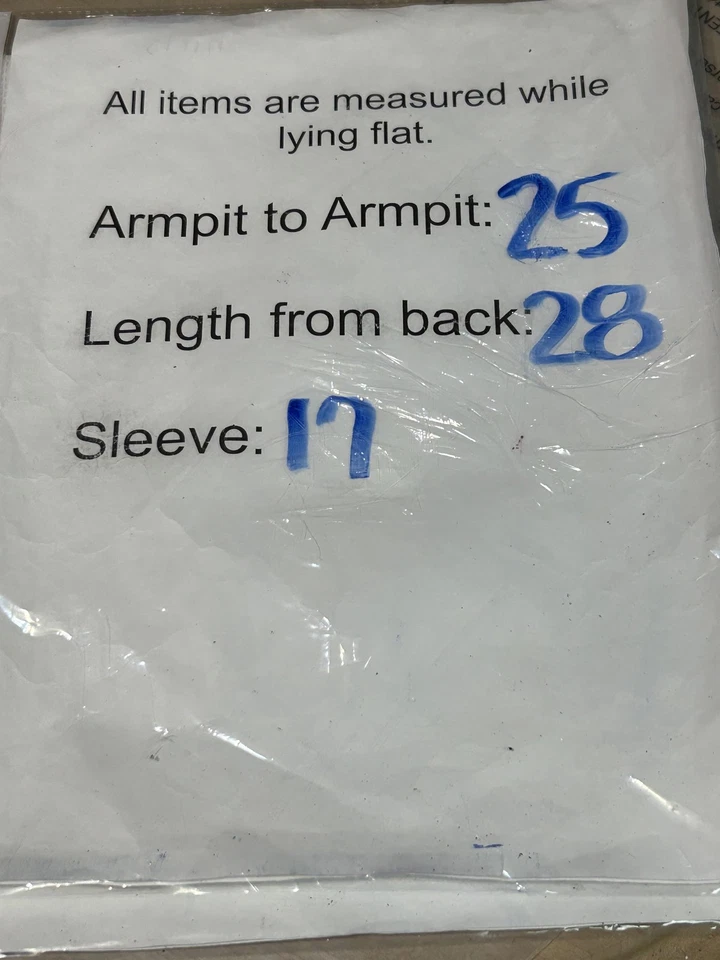 All items are measured while
lying flat.
Armpit to Armpit: 25
Length from back: 28
Sleeve: 17